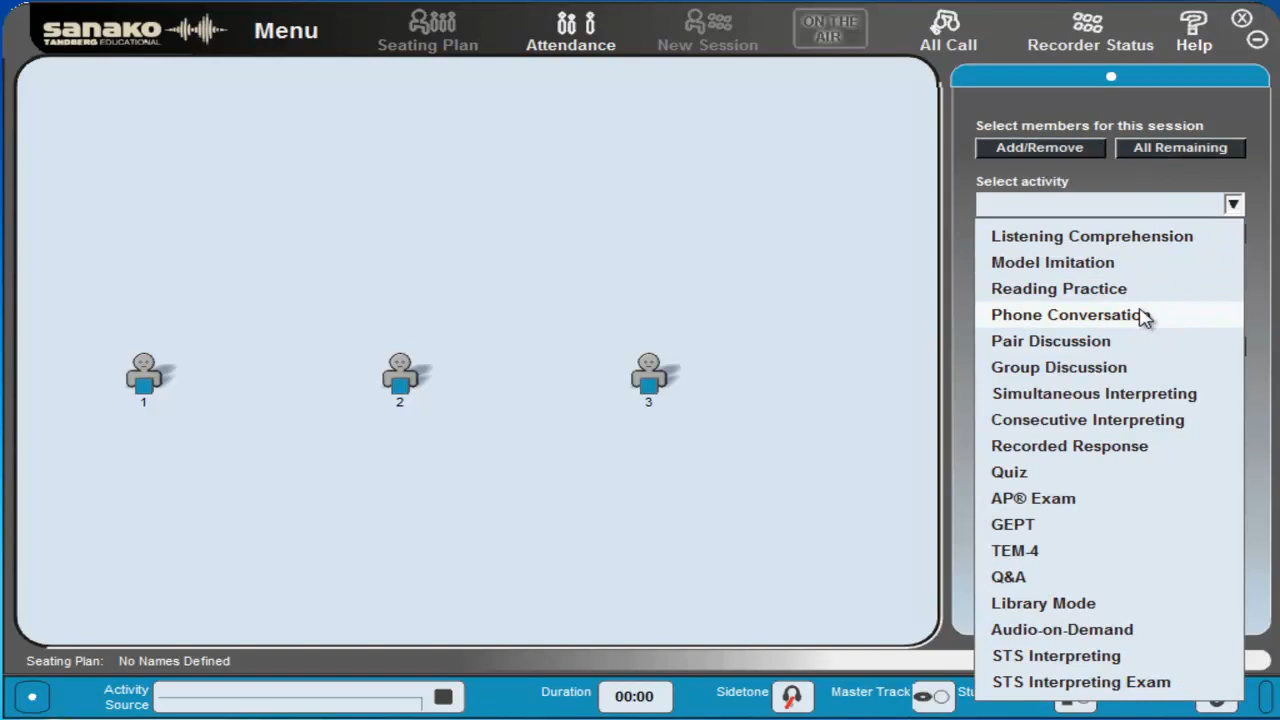 sanako
TANDBERG EDUCATIONAL
Menu
Seating Plan
Attendance
New Session
ON THE
AIR
All Call
Recorder Status
Help
Select members for this session
Add/Remove
All Remaining
Select activity
Listening Comprehension
Model Imitation
Reading Practice
Phone Conversation
Pair Discussion
Group Discussion
Simultaneous Interpreting
Consecutive Interpreting
Recorded Response
Quiz
AP® Exam
GEPT
TEM-4
Q&A
Library Mode
Audio-on-Demand
STS Interpreting
STS Interpreting Exam
1
2
3
Seating Plan: No Names Defined
Activity
Source
Duration
00:00
Sidetone
Master Track